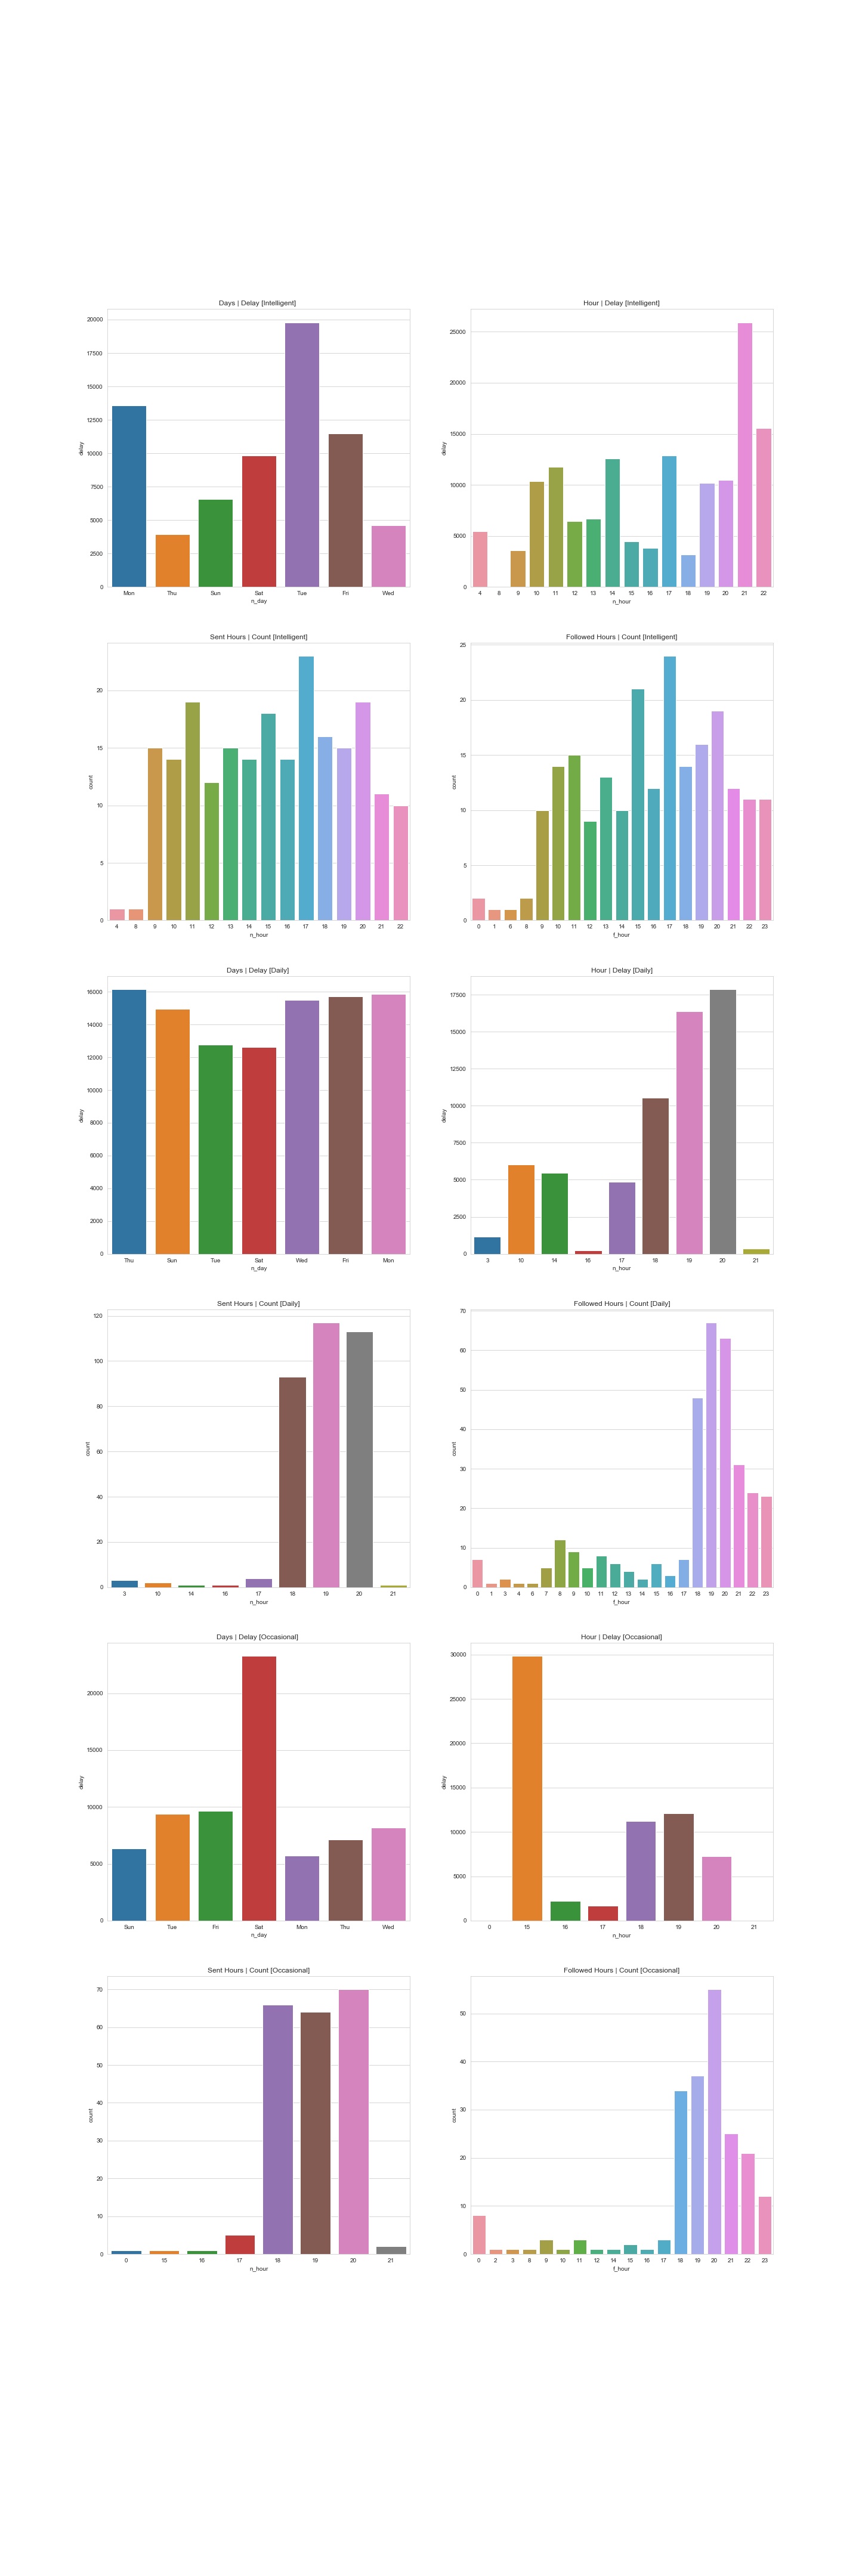 Days | Delay [Intelligent]
20000
17500
15000
12500
10000
7500
5000
2500
0
delay
Mon Thu Sun Sat Tue Fri Wed
n_day
Hour | Delay [Intelligent]
25000
20000
15000
10000
5000
0
delay
4 8 9 10 11 12 13 14 15 16 17 18 19 20 21 22
n_hour
Sent Hours | Count [Intelligent]
20
15
10
5
0
count
4 8 9 10 11 12 13 14 15 16 17 18 19 20 21 22
n_hour
Followed Hours | Count [Intelligent]
25
20
15
10
5
0
count
0 1 6 8 9 10 11 12 13 14 15 16 17 18 19 20 21 22 23
f_hour
Days | Delay [Daily]
16000
14000
12000
10000
8000
6000
4000
2000
0
delay
Thu Sun Tue Sat Wed Fri Mon
n_day
Hour | Delay [Daily]
17500
15000
12500
10000
7500
5000
2500
0
delay
3 10 14 16 17 18 19 20 21
n_hour
Sent Hours | Count [Daily]
120
100
80
60
40
20
0
count
3 10 14 16 17 18 19 20 21
n_hour
Followed Hours | Count [Daily]
70
60
50
40
30
20
10
0
count
0 1 3 4 6 7 8 9 10 11 12 13 14 15 16 17 18 19 20 21 22 23
f_hour
Days | Delay [Occasional]
20000
15000
10000
5000
0
delay
Sun Tue Fri Sat Mon Thu Wed
n_day
Hour | Delay [Occasional]
30000
25000
20000
15000
10000
5000
0
delay
0 15 16 17 18 19 20 21
n_hour
Sent Hours | Count [Occasional]
70
60
50
40
30
20
10
0
count
0 15 16 17 18 19 20 21
n_hour
Followed Hours | Count [Occasional]
50
40
30
20
10
0
count
0 2 3 8 9 10 11 12 14 15 16 17 18 19 20 21 22 23
f_hour